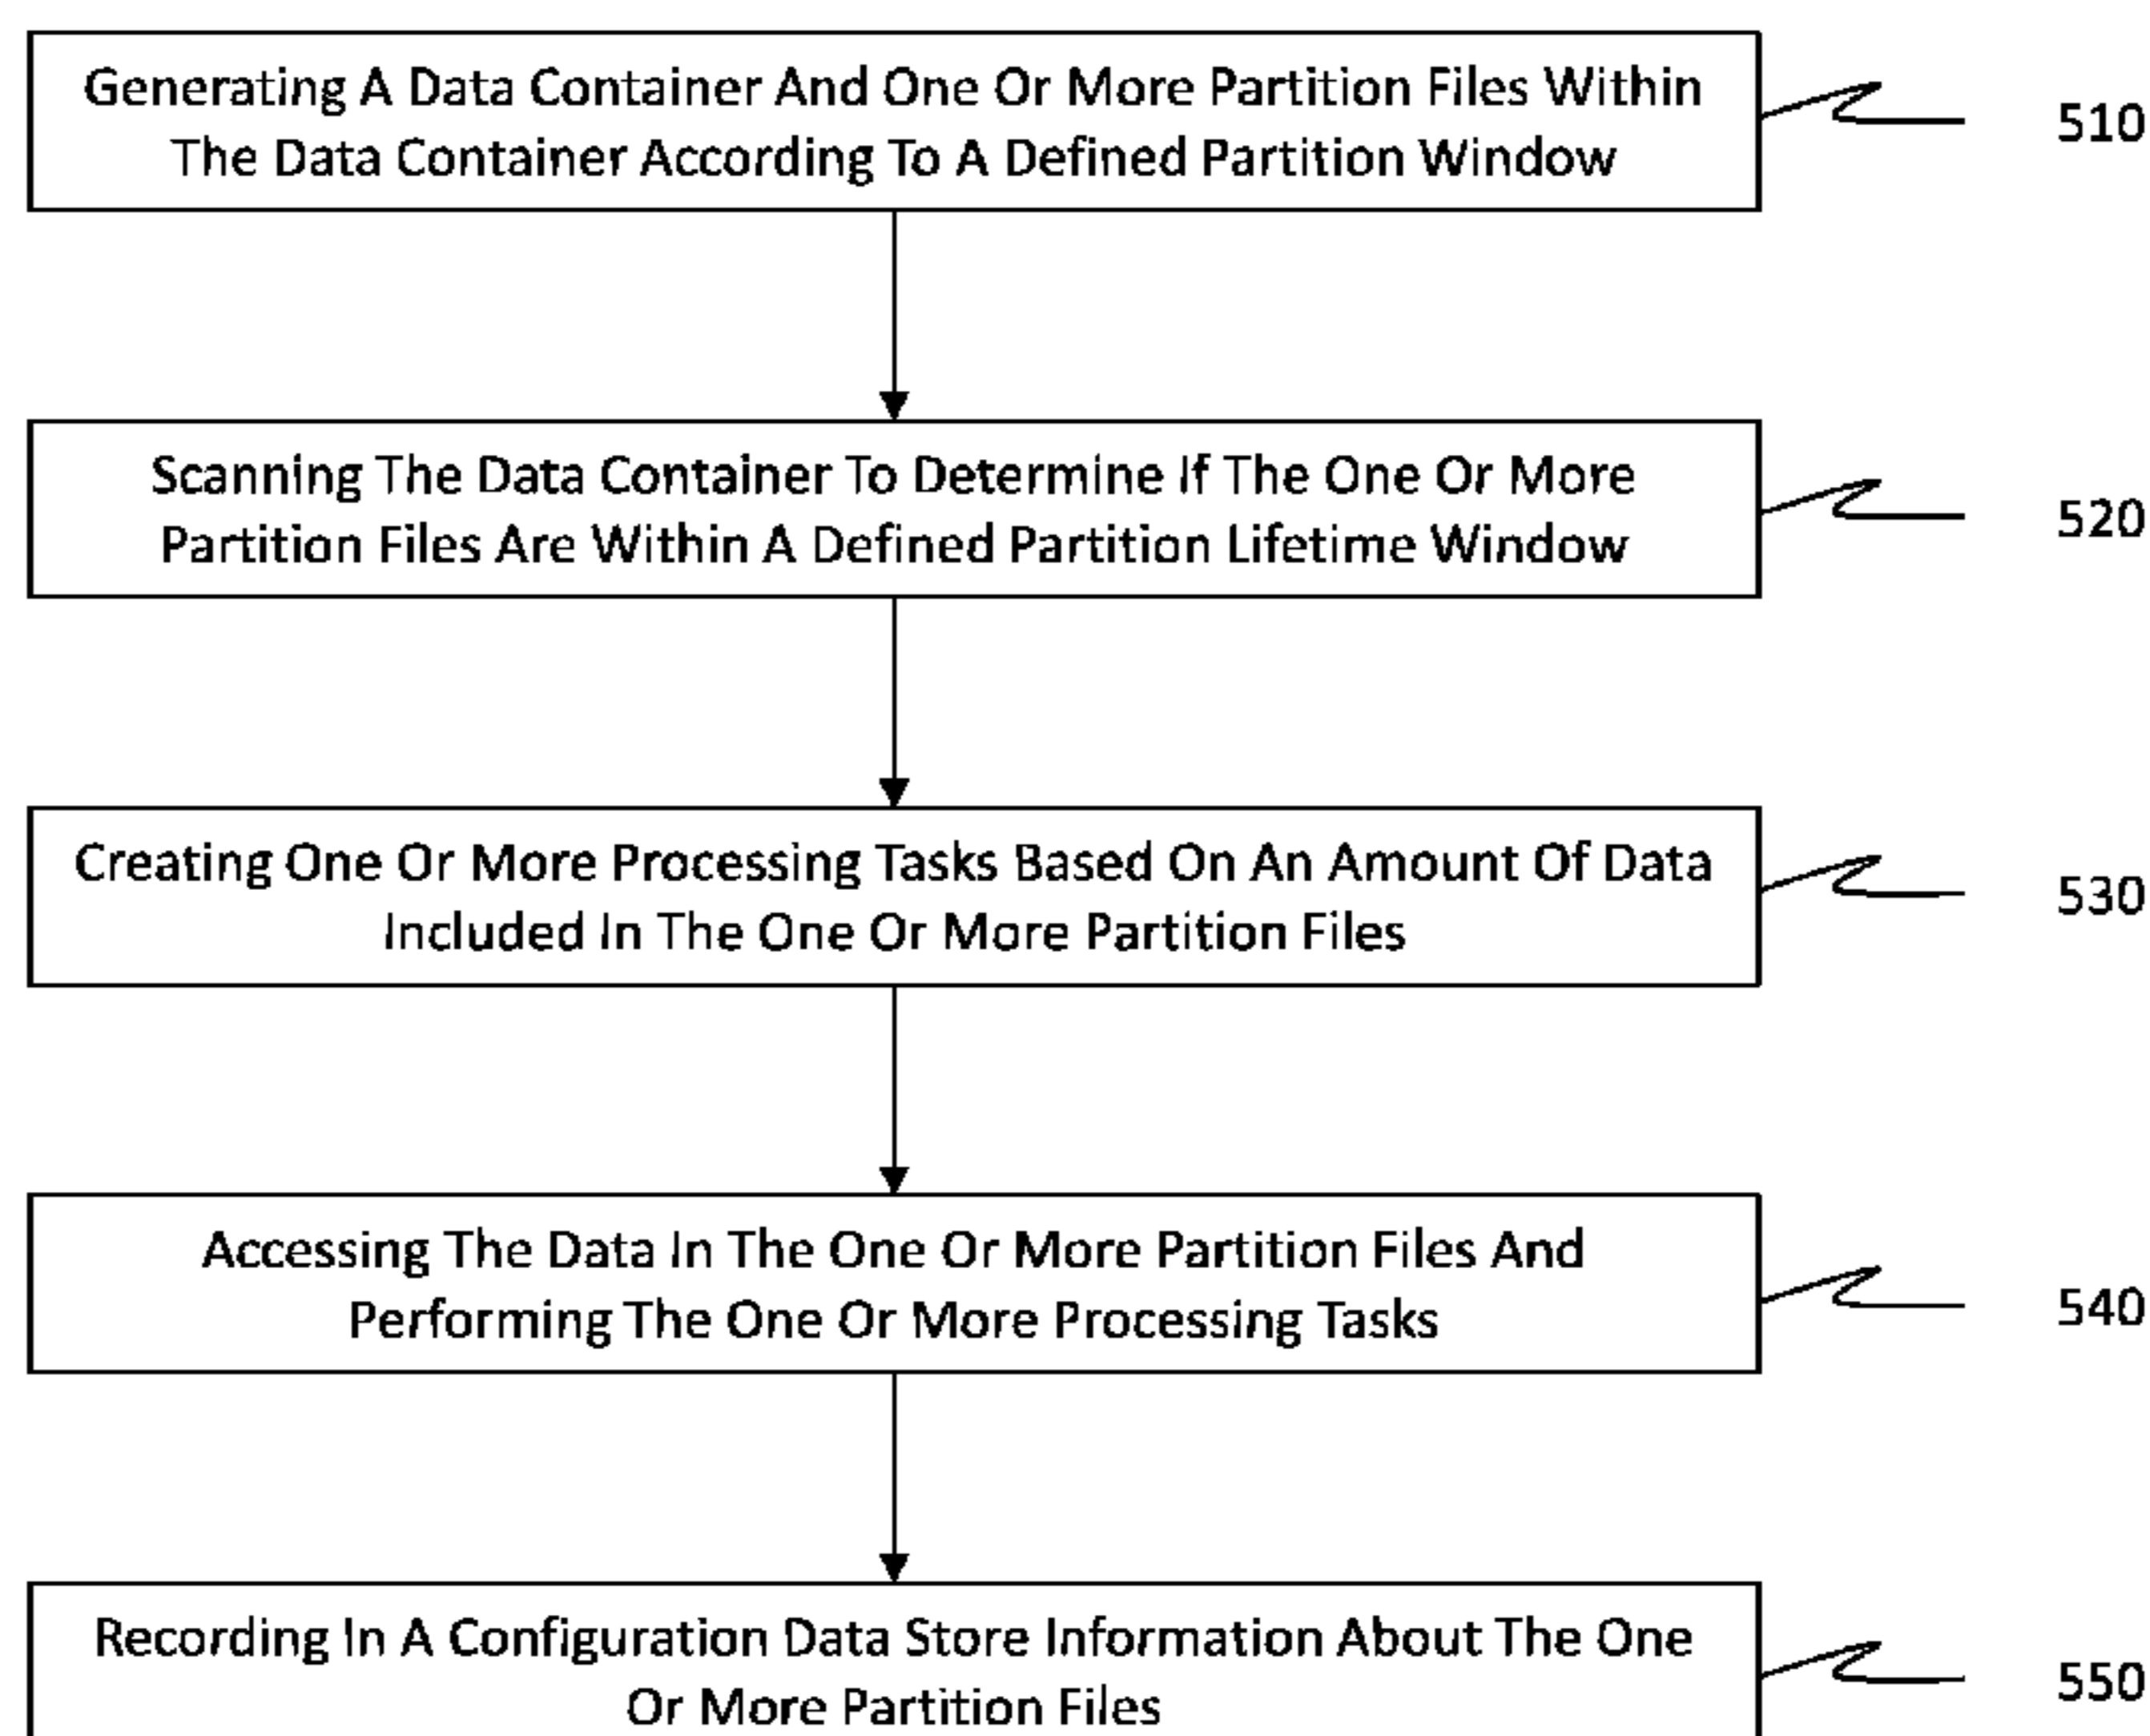 Generating A Data Container And One Or More Partition Files Within
The Data Container According To A Defined Partition Window
510
Scanning The Data Container To Determine If The One Or More
Partition Files Are Within A Defined Partition Lifetime Window
520
Creating One Or More Processing Tasks Based On An Amount Of Data
Included In The One Or More Partition Files
530
Accessing The Data In The One Or More Partition Files And
Performing The One Or More Processing Tasks
540
Recording In A Configuration Data Store Information About The One
Or More Partition Files
550